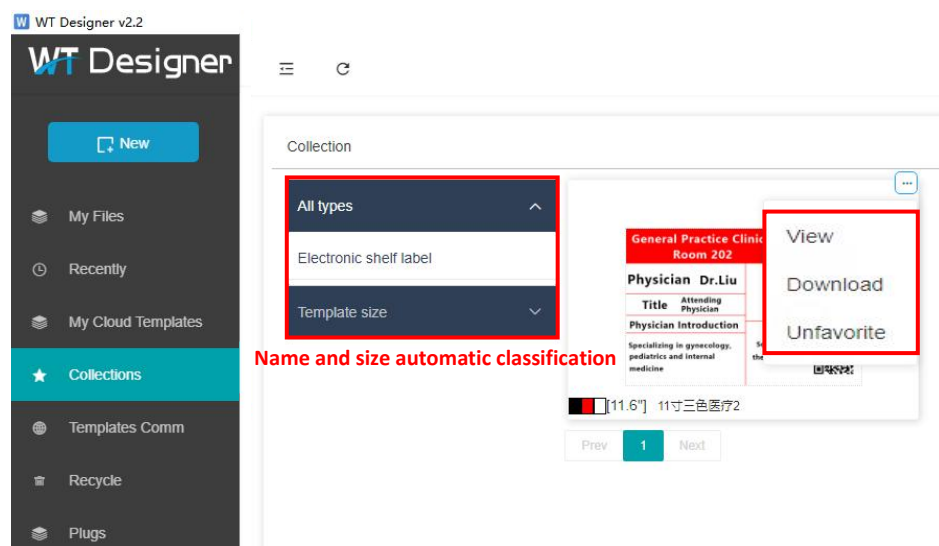 WT Designer v2.2
WT Designer
New
My Files
Recently
My Cloud Templates
Collections
Templates Comm
Recycle
Plugs
Collection
All types
Electronic shelf label
Template size
Name and size automatic classification
General Practice Clinic
Room 202
Physician Dr.Liu
Title Attending
Physician
Physician Introduction
Specializing in gynecology,
pediatrics and internal
medicine
View
Download
Unfavorite
[11.6"] 11寸三色医疗2
Prev 1 Next